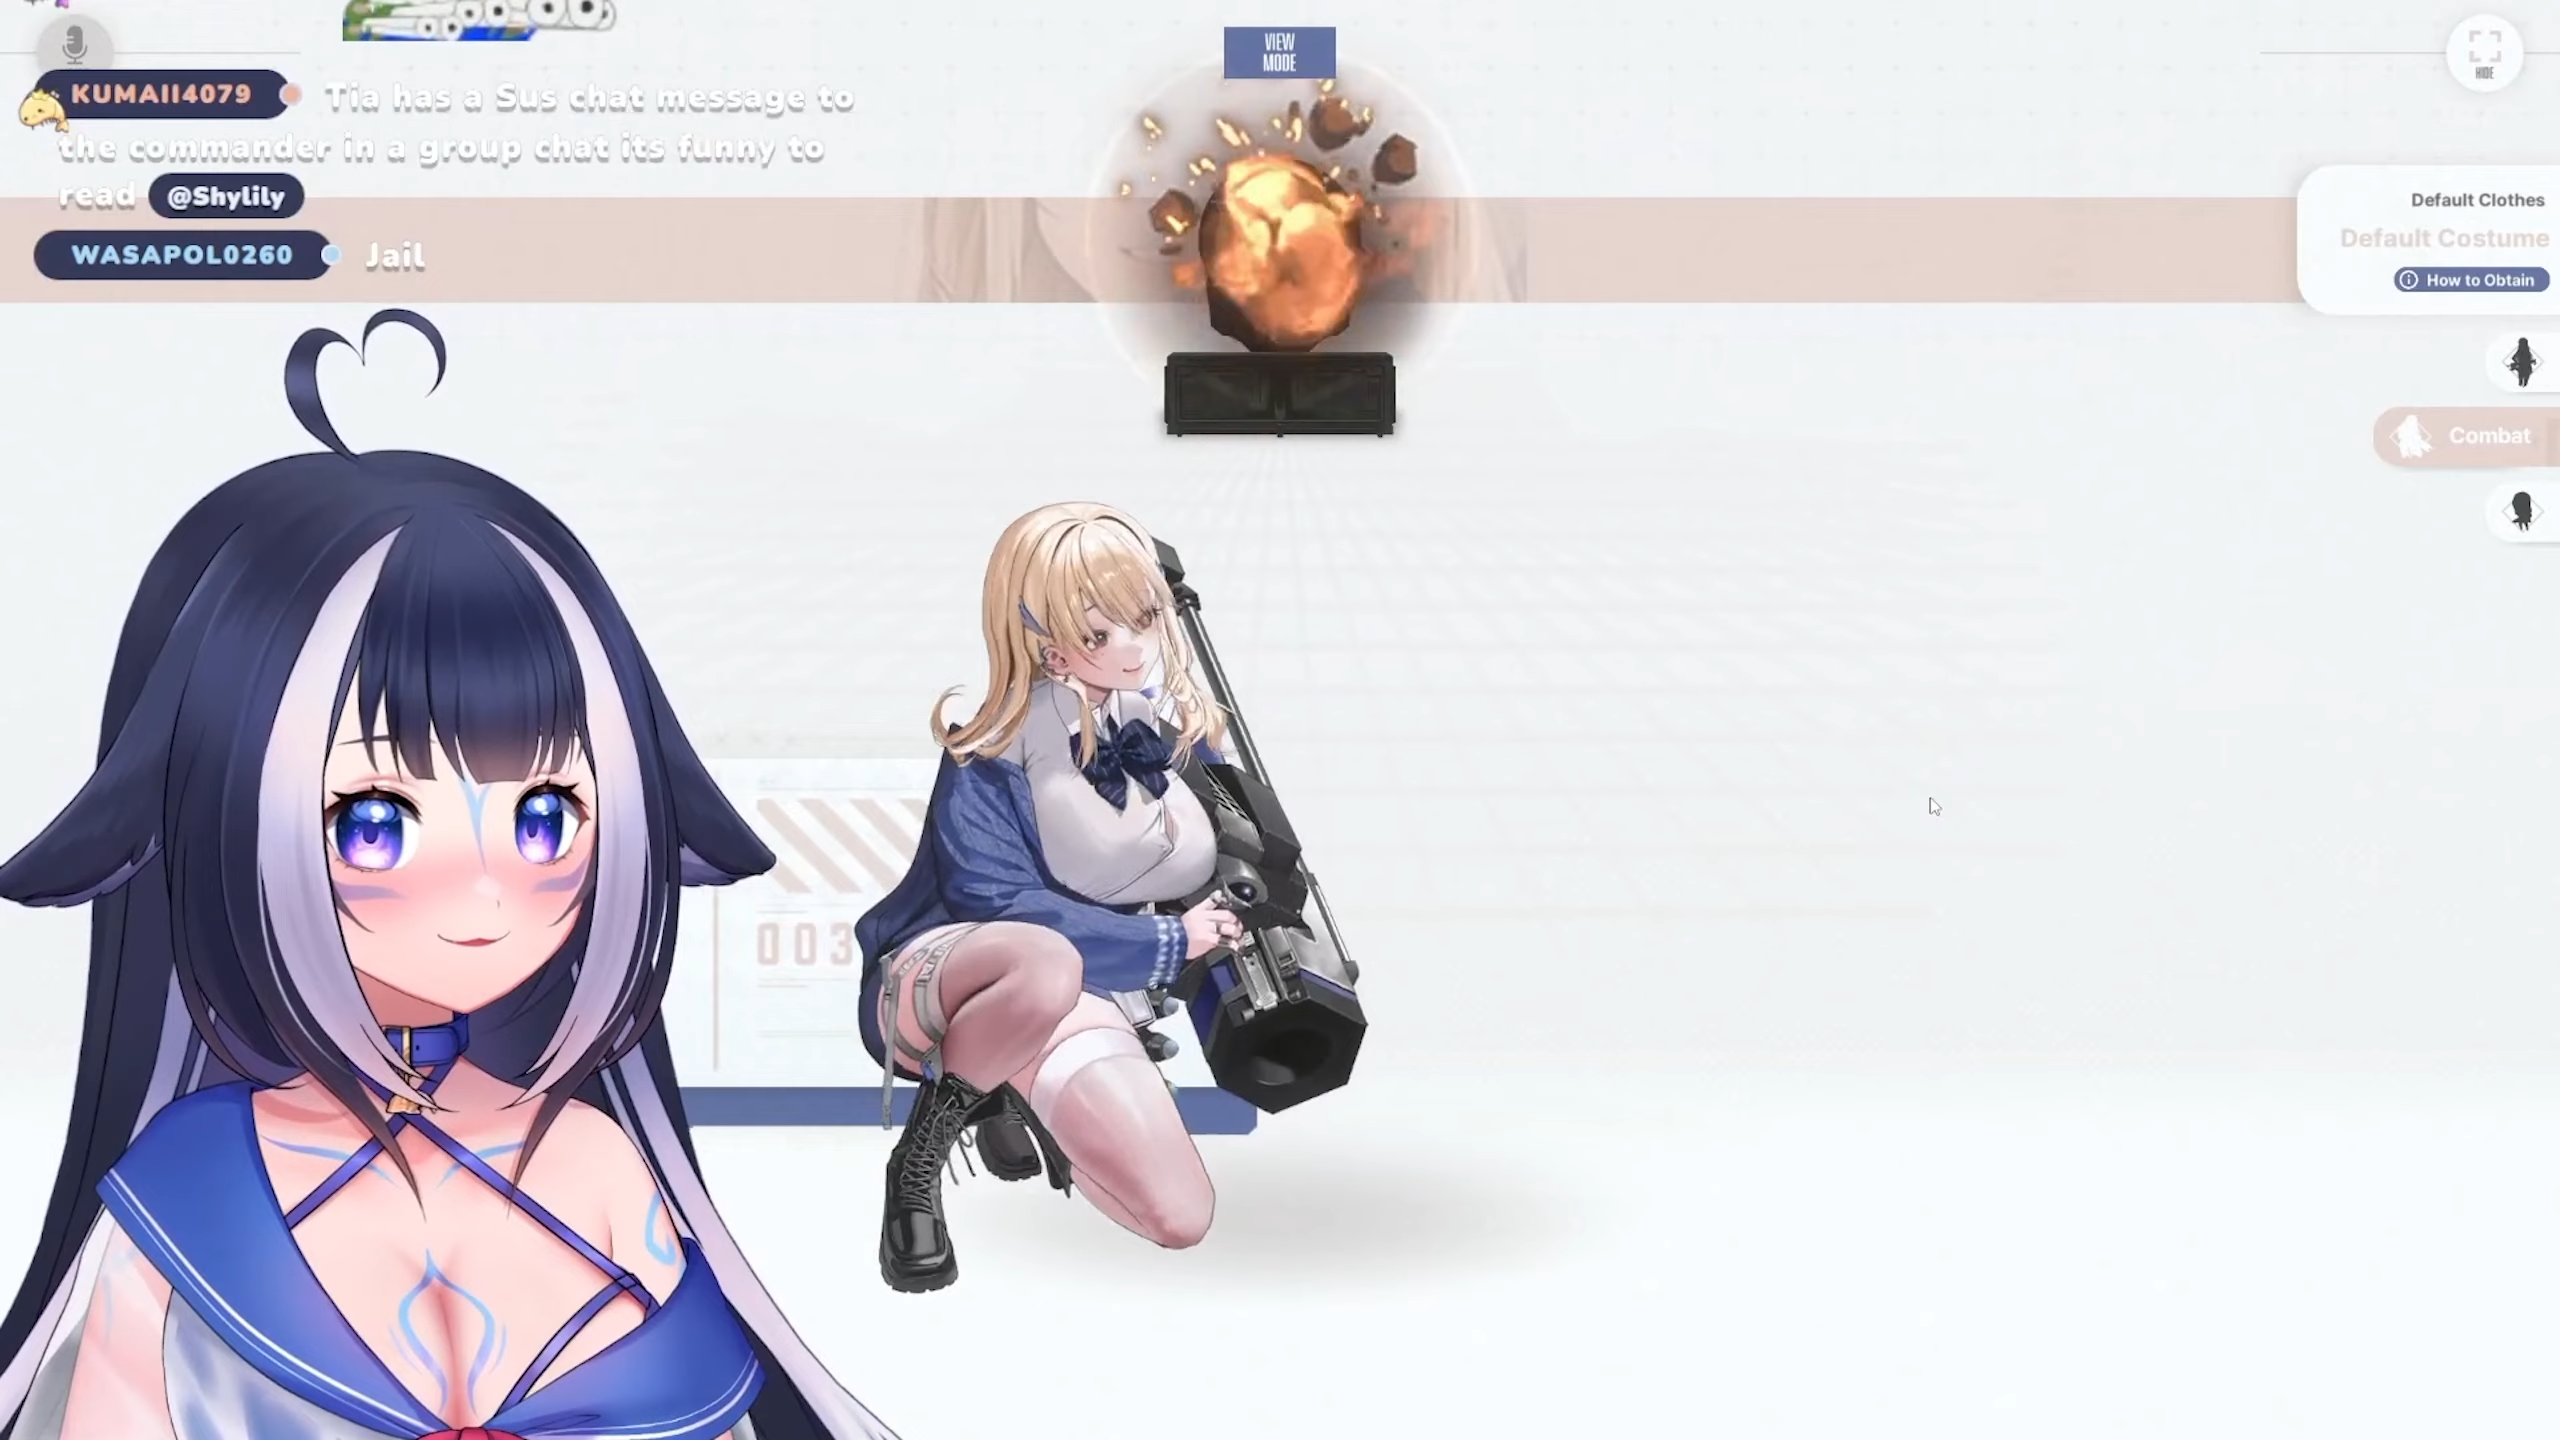 VIEW
MODE
HIDE
KUMAII4079 Tia has a Sus chat message to
the commander in a group chat its funny to
read @Shylily
WASAPOL0260 Jail
Default Clothes
Default Costume
How to Obtain
Combat
003